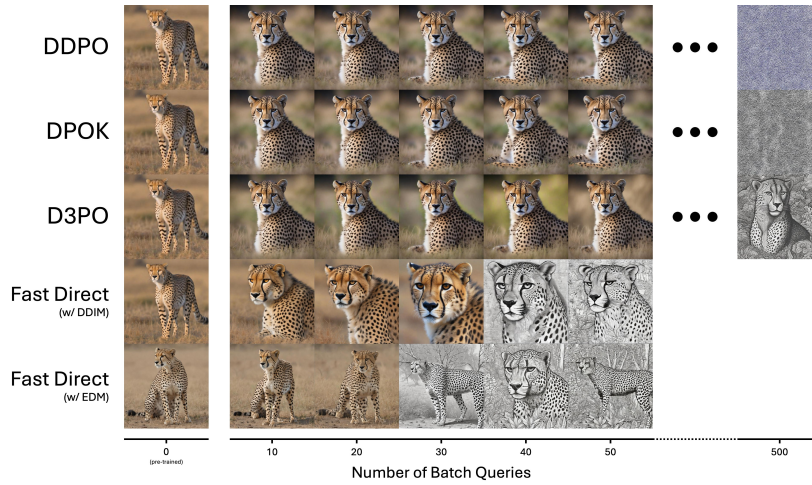 DDPO
DPOK
D3PO
Fast Direct
(w/ DDIM)
Fast Direct
(w/ EDM)
0 10 20 30 40 50 500
(pre-trained)
Number of Batch Queries